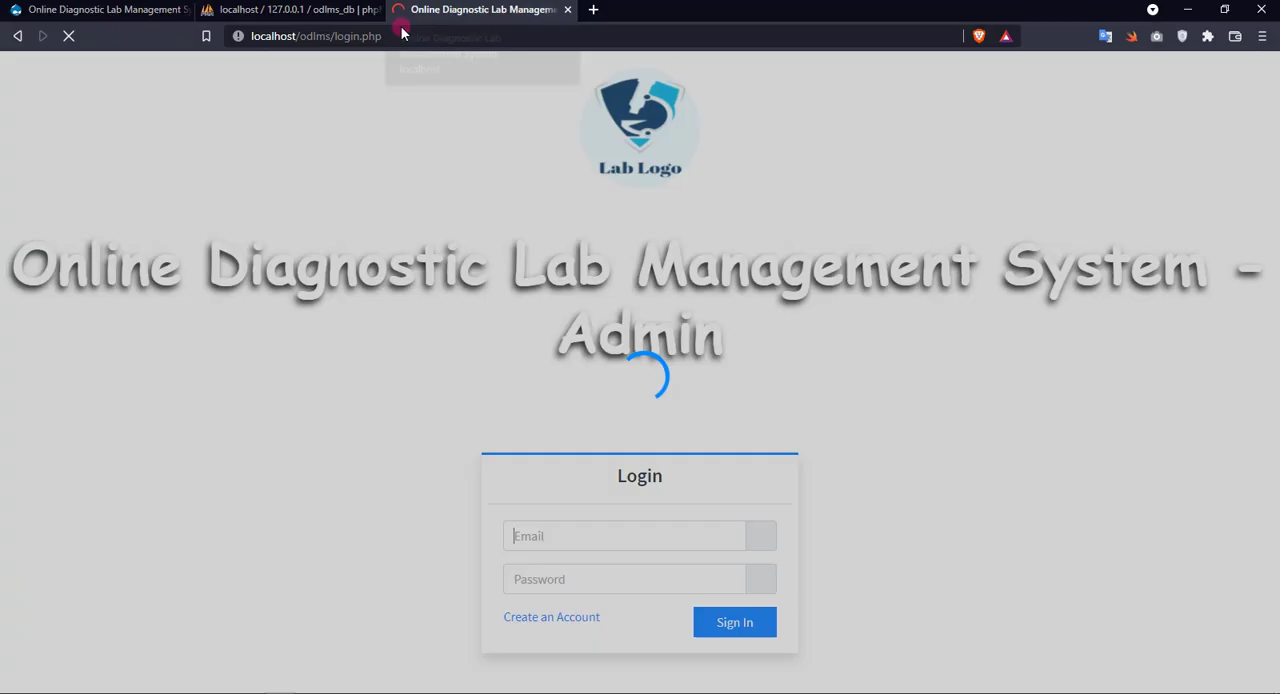 Online Diagnostic Lab Management S
localhost / 127.0.0.1 / odlms_db | php
Online Diagnostic Lab Managem
localhost/odlms/login.php
localhost
Lab Logo
Online Diagnostic Lab Management System -
Admin
Login
Email
Password
Create an Account
Sign In